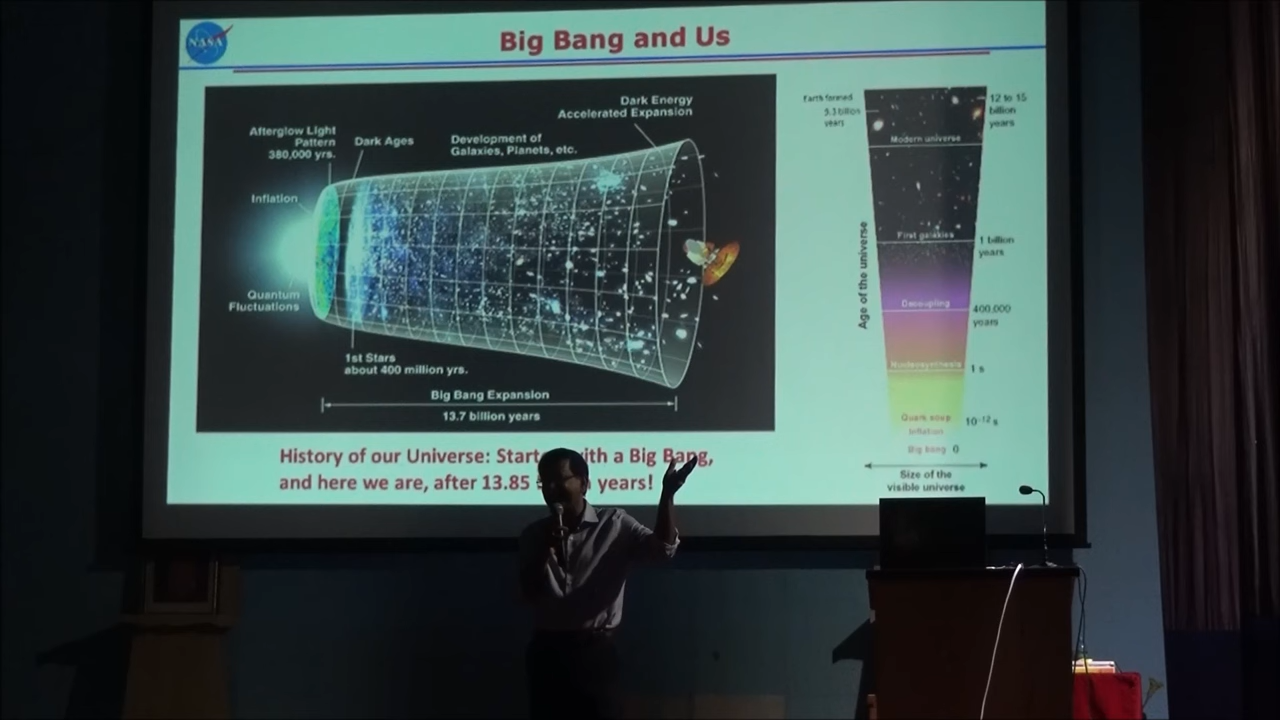 NASA
Big Bang and Us
Dark Energy
Accelerated Expansion
Afterglow Light
Pattern
380,000 yrs.
Dark Ages
Development of
Galaxies, Planets, etc.
Inflation
Quantum
Fluctuations
1st Stars
about 400 million yrs.
Big Bang Expansion
13.7 billion years
Earth formed
9.3 billion
years
12 to 15
billion
years
Modern universe
First galaxies
1 billion
years
Age of the universe
Decoupling
400,000
years
Nucleosynthesis
1 s
Quark soup
10⁻¹² s
Inflation
Big bang 0
Size of the
visible universe
History of our Universe: Start with a Big Bang,
and here we are, after 13.85 years!